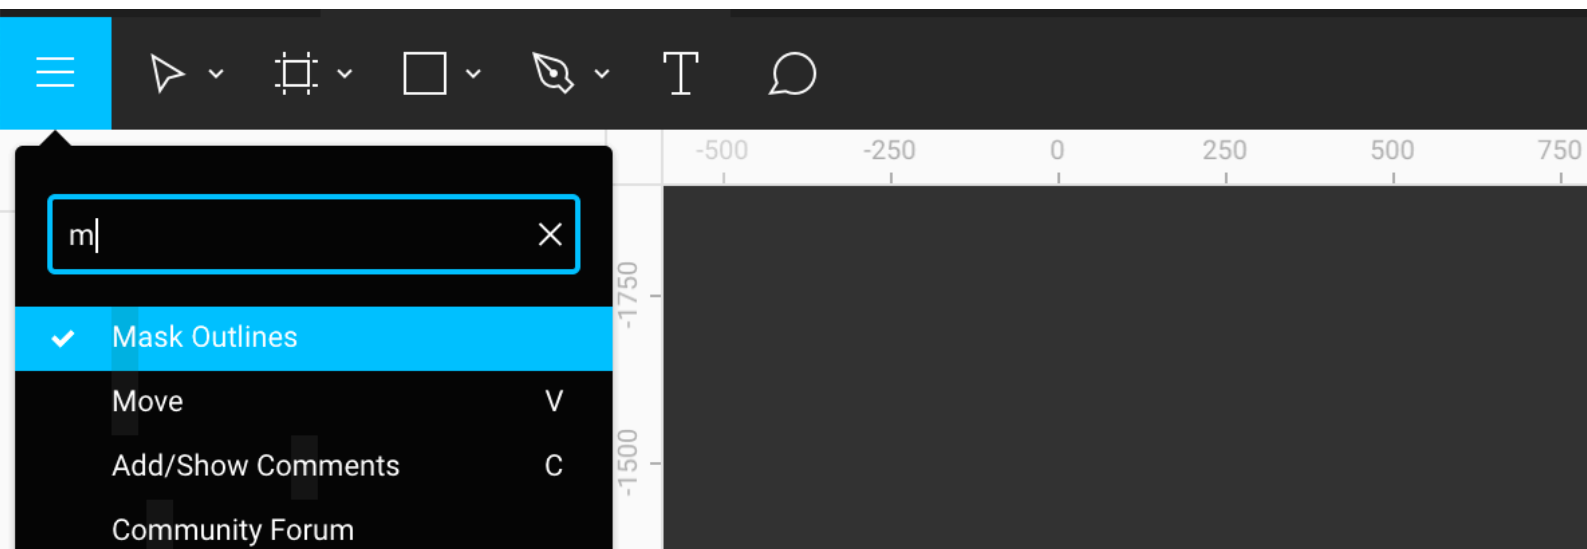 -500 -250 0 250 500 750
m
-1750
Mask Outlines
Move V
-1500
Add/Show Comments C
Community Forum